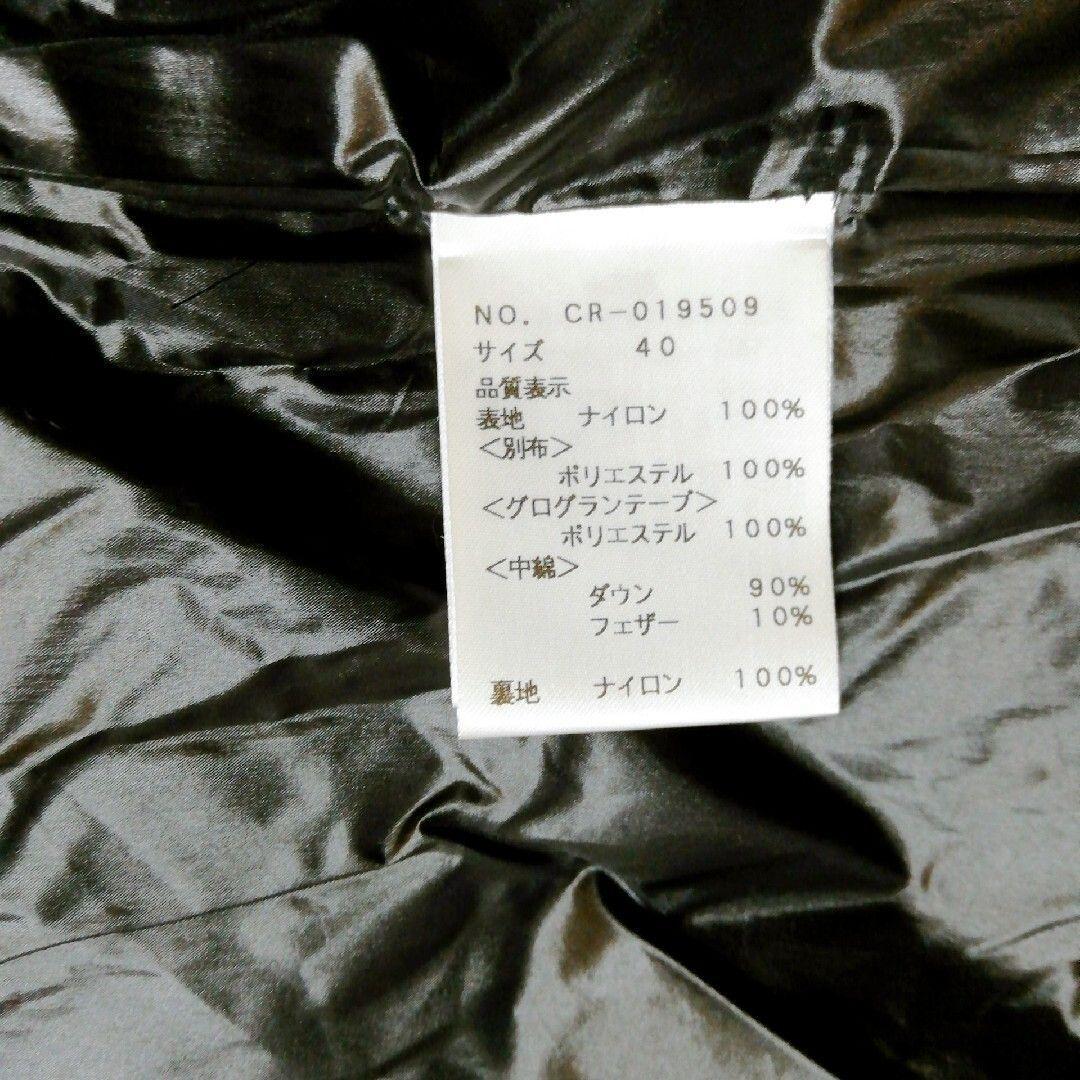 NO. CR-019509
サイズ 40
品質表示
表地 ナイロン 100%
<別布>
ポリエステル 100%
<グログランテープ>
ポリエステル 100%
<中綿>
ダウン 90%
フェザー 10%
裏地 ナイロン 100%